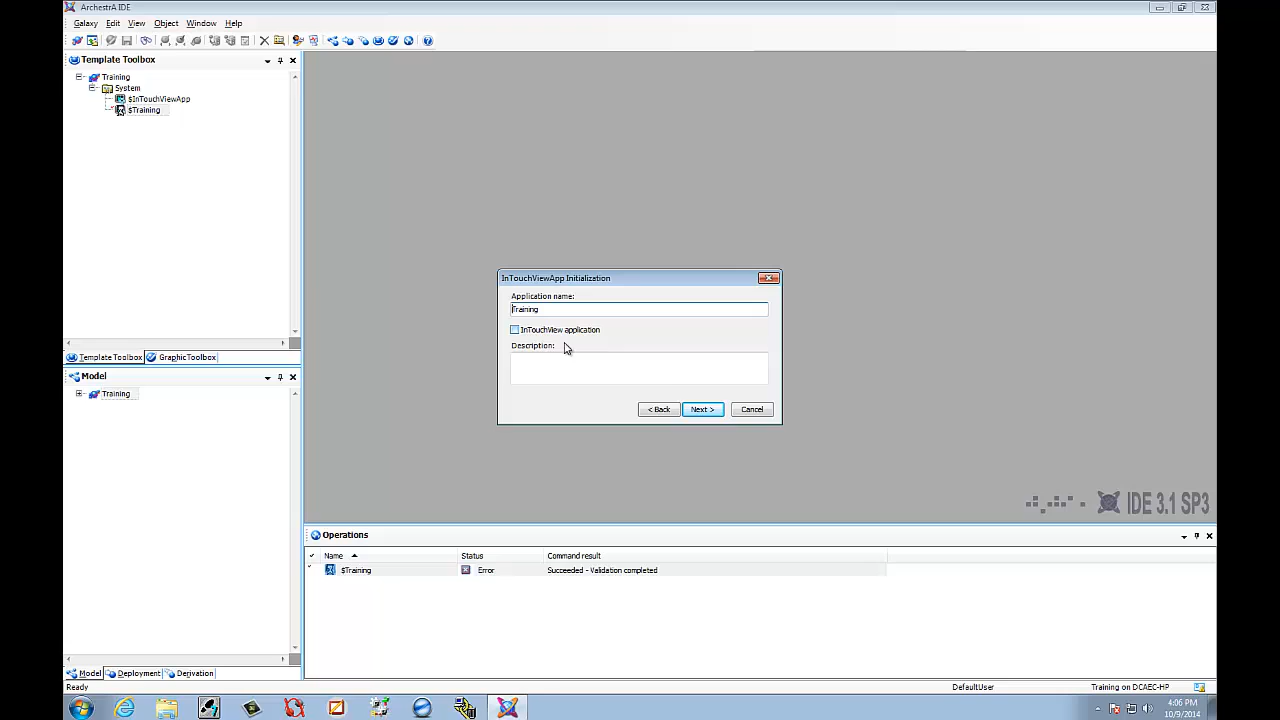 ArchestrA IDE
Galaxy Edit View Object Window Help
Template Toolbox
Training
System
$InTouchViewApp
$Training
Template Toolbox GraphicToolbox
Model
Training
Model Deployment Derivation
InTouchViewApp Initialization
Application name:
Training
InTouchView application
Description:
< Back Next > Cancel
IDE 3.1 SP3
Operations
Name Status Command result
$Training Error Succeeded - Validation completed
Ready DefaultUser Training on DCAEC-HP
4:06 PM
10/9/2014